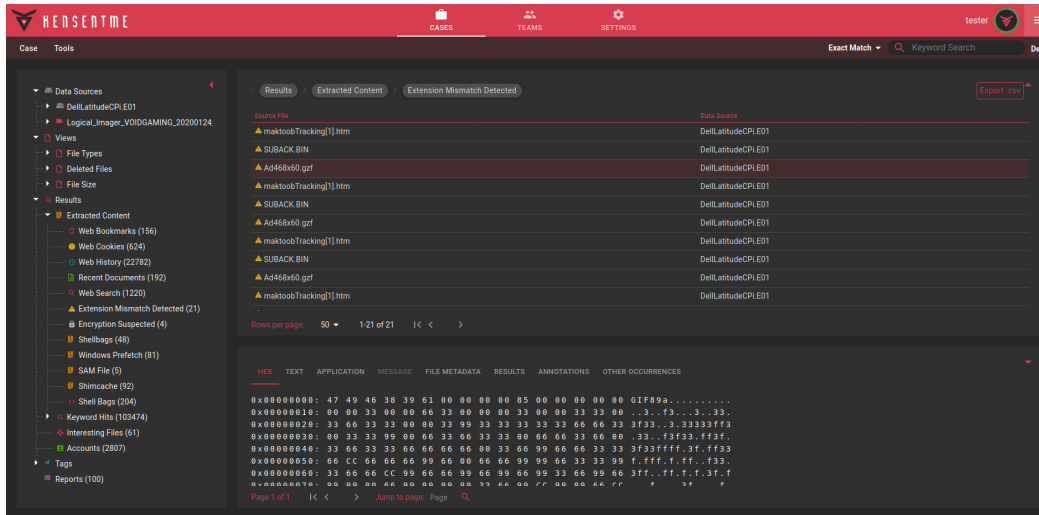 HENSENTME
CASES
TEAMS
SETTINGS
tester
Case
Tools
Exact Match
Keyword Search
De
Data Sources
DellLatitudeCPi.E01
Logical_Imager_VOIDGAMING_20200124_
Views
File Types
Deleted Files
File Size
Results
Extracted Content
Web Bookmarks (156)
Web Cookies (624)
Web History (22782)
Recent Documents (192)
Web Search (1220)
Extension Mismatch Detected (21)
Encryption Suspected (4)
Shellbags (48)
Windows Prefetch (81)
SAM File (5)
Shimcache (92)
Shell Bags (204)
Keyword Hits (103474)
Interesting Files (61)
Accounts (2807)
Tags
Reports (100)
/ Results / Extracted Content / Extension Mismatch Detected
Export .csv
Source File Data Source
maktoobTracking[1].htm DellLatitudeCPi.E01
SUBACK.BIN DellLatitudeCPi.E01
Ad468x60.gzf DellLatitudeCPi.E01
maktoobTracking[1].htm DellLatitudeCPi.E01
SUBACK.BIN DellLatitudeCPi.E01
Ad468x60.gzf DellLatitudeCPi.E01
maktoobTracking[1].htm DellLatitudeCPi.E01
SUBACK.BIN DellLatitudeCPi.E01
Ad468x60.gzf DellLatitudeCPi.E01
maktoobTracking[1].htm DellLatitudeCPi.E01
Rows per page: 50 1-21 of 21
HEX TEXT APPLICATION MESSAGE FILE METADATA RESULTS ANNOTATIONS OTHER OCCURRENCES
0x00000000: 47 49 46 38 39 61 00 00 00 00 85 00 00 00 00 00 GIF89a..........
0x00000010: 00 00 33 00 00 66 33 00 00 00 33 00 33 33 00 ..3..f3...3..33.
0x00000020: 33 66 33 33 00 00 33 99 33 33 33 33 33 66 66 33 3f33..3.33333ff3
0x00000030: 00 33 33 99 00 66 33 66 33 33 00 66 66 33 66 00 .33..f3f33.ff3f.
0x00000040: 33 66 33 33 66 66 66 66 00 33 66 99 66 66 33 33 3f33ffff.3f.ff33
0x00000050: 66 CC 66 66 66 99 66 00 66 66 99 99 66 33 33 99 f.fff.f.ff..f33.
0x00000060: 33 66 66 CC 99 66 66 99 66 99 66 99 33 66 99 66 3ff..ff.f.f.3f.f
Page 1 of 1 Jump to page: Page